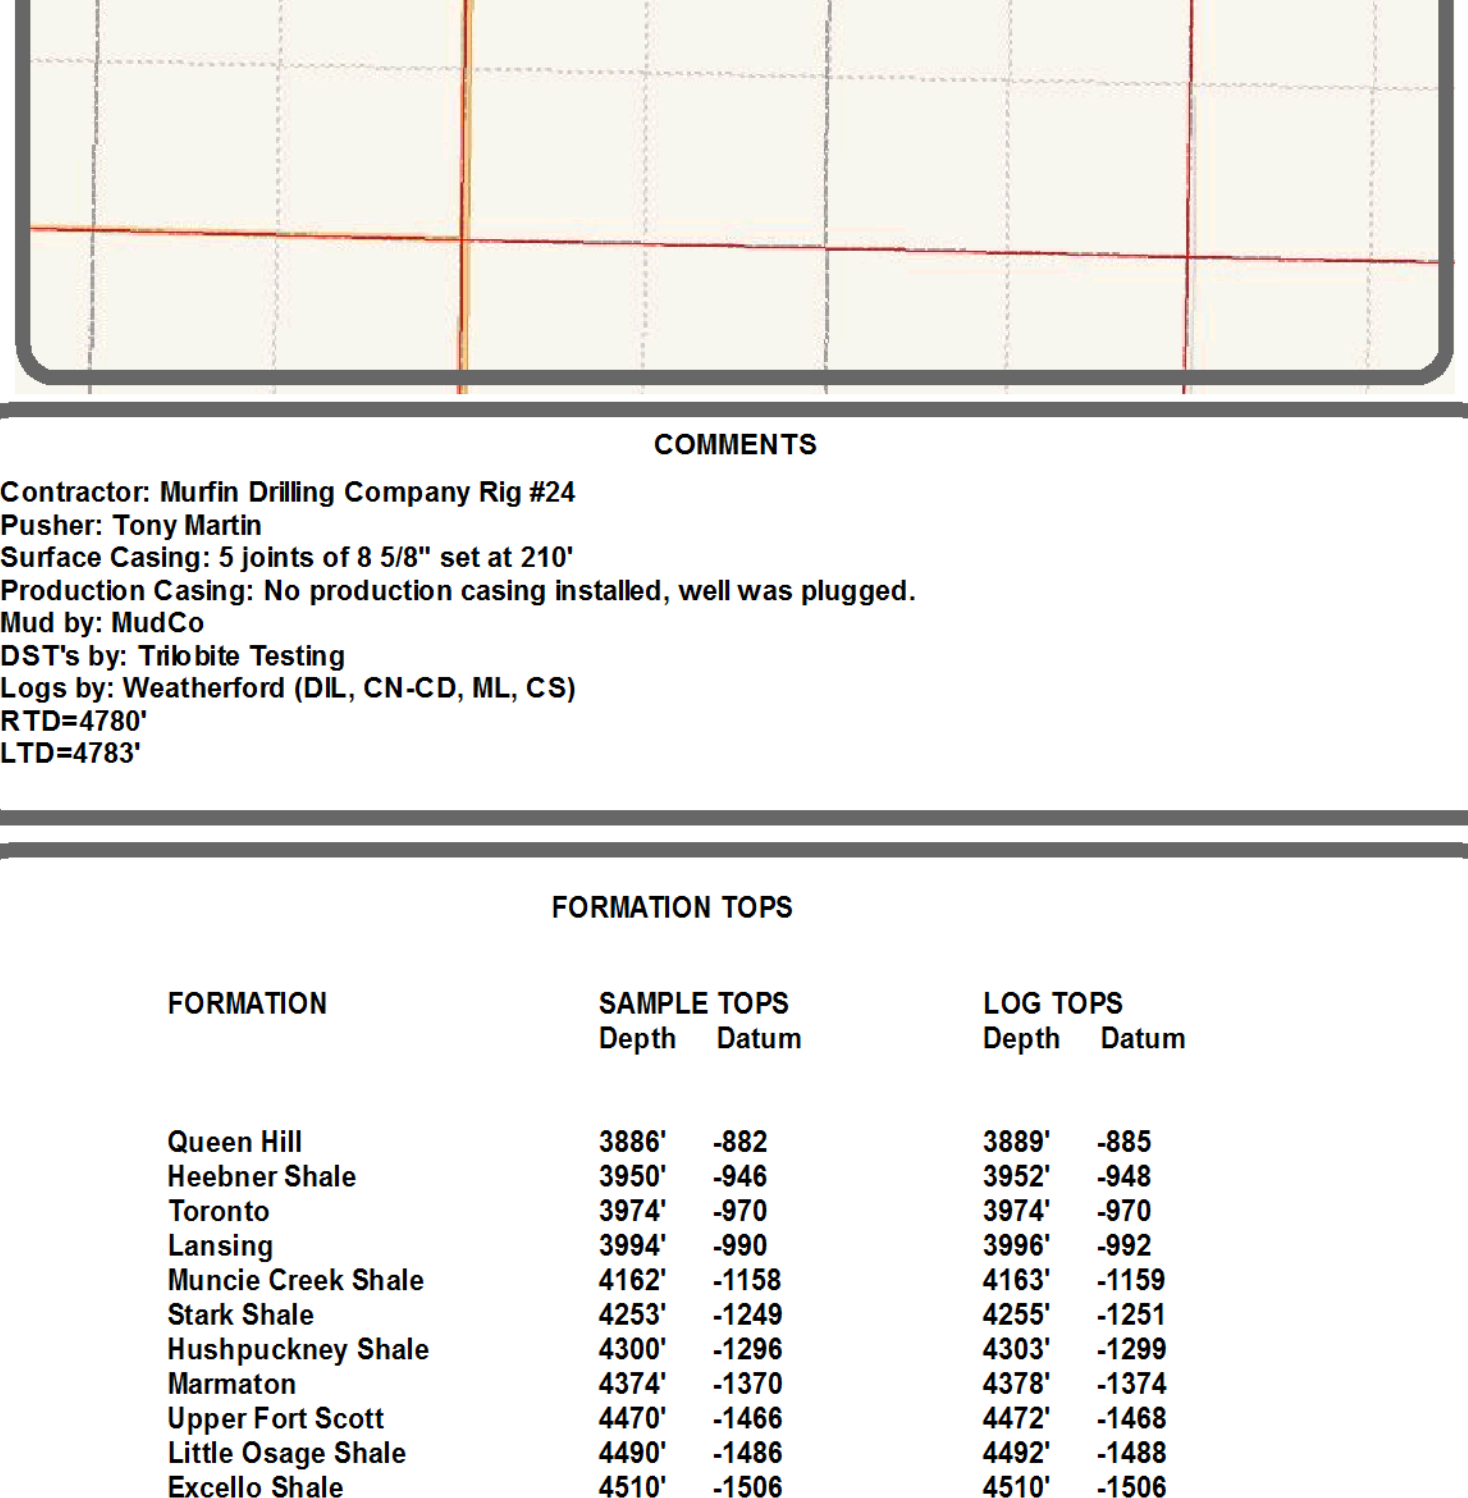 COMMENTS
Contractor: Murfin Drilling Company Rig #24
Pusher: Tony Martin
Surface Casing: 5 joints of 8 5/8" set at 210'
Production Casing: No production casing installed, well was plugged.
Mud by: MudCo
DST's by: Trilobite Testing
Logs by: Weatherford (DIL, CN-CD, ML, CS)
RTD=4780'
LTD=4783'
FORMATION TOPS
FORMATION SAMPLE TOPS LOG TOPS
Depth Datum Depth Datum
Queen Hill 3886' -882 3889' -885
Heebner Shale 3950' -946 3952' -948
Toronto 3974' -970 3974' -970
Lansing 3994' -990 3996' -992
Muncie Creek Shale 4162' -1158 4163' -1159
Stark Shale 4253' -1249 4255' -1251
Hushpuckney Shale 4300' -1296 4303' -1299
Marmaton 4374' -1370 4378' -1374
Upper Fort Scott 4470' -1466 4472' -1468
Little Osage Shale 4490' -1486 4492' -1488
Excello Shale 4510' -1506 4510' -1506